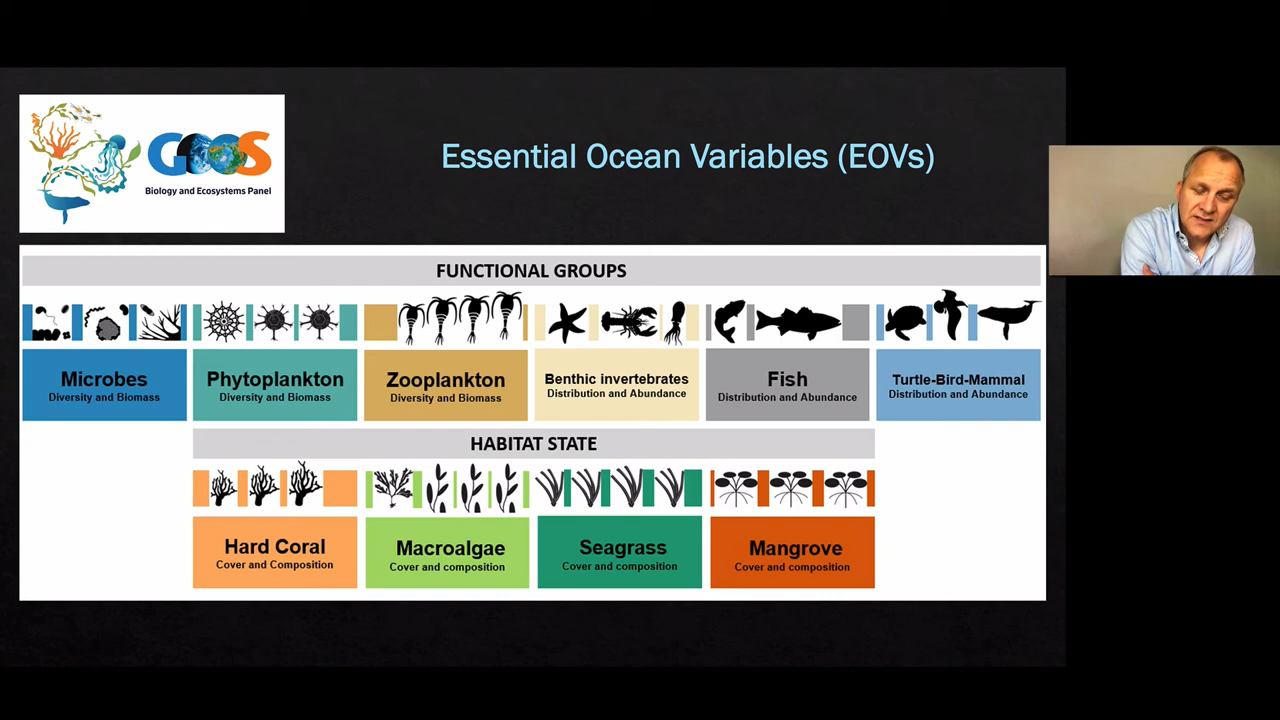 GOOS
Biology and Ecosystems Panel
Essential Ocean Variables (EOVs)
FUNCTIONAL GROUPS
Microbes
Diversity and Biomass
Phytoplankton
Diversity and Biomass
Zooplankton
Diversity and Biomass
Benthic invertebrates
Distribution and Abundance
Fish
Distribution and Abundance
Turtle-Bird-Mammal
Distribution and Abundance
HABITAT STATE
Hard Coral
Cover and Composition
Macroalgae
Cover and composition
Seagrass
Cover and composition
Mangrove
Cover and composition